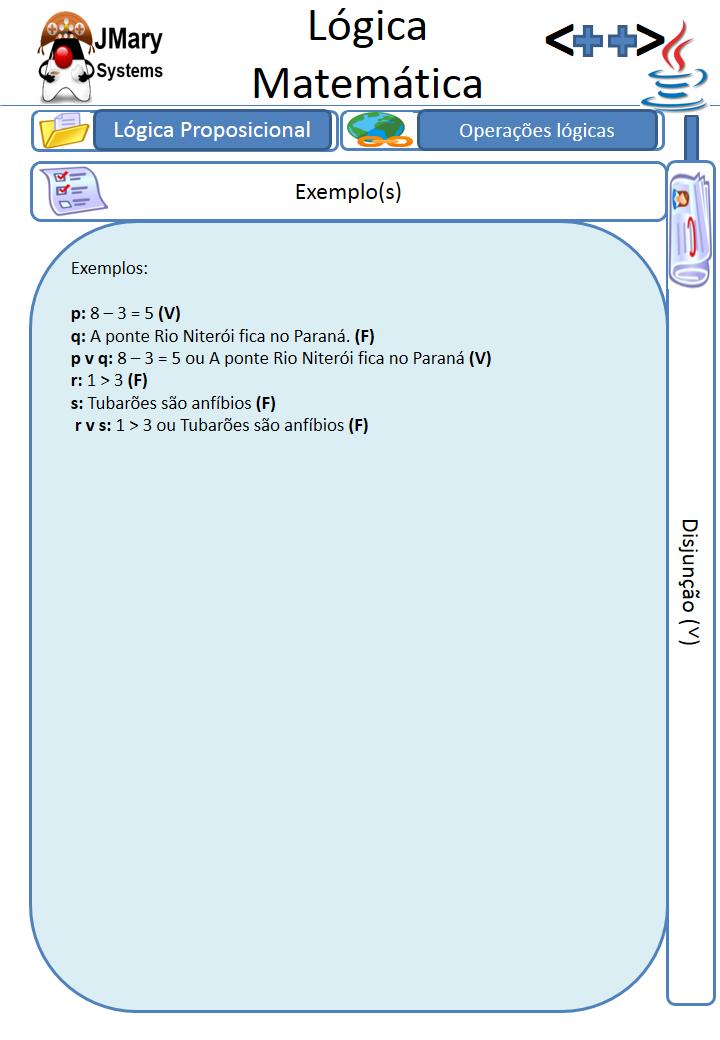 JMary
Systems
Lógica
Matemática
<++>
Lógica Proposicional
Operações lógicas
Exemplo(s)
Exemplos:
p: 8 – 3 = 5 (V)
q: A ponte Rio Niterói fica no Paraná. (F)
p v q: 8 – 3 = 5 ou A ponte Rio Niterói fica no Paraná (V)
r: 1 > 3 (F)
s: Tubarões são anfíbios (F)
r v s: 1 > 3 ou Tubarões são anfíbios (F)
Disjunção (V)